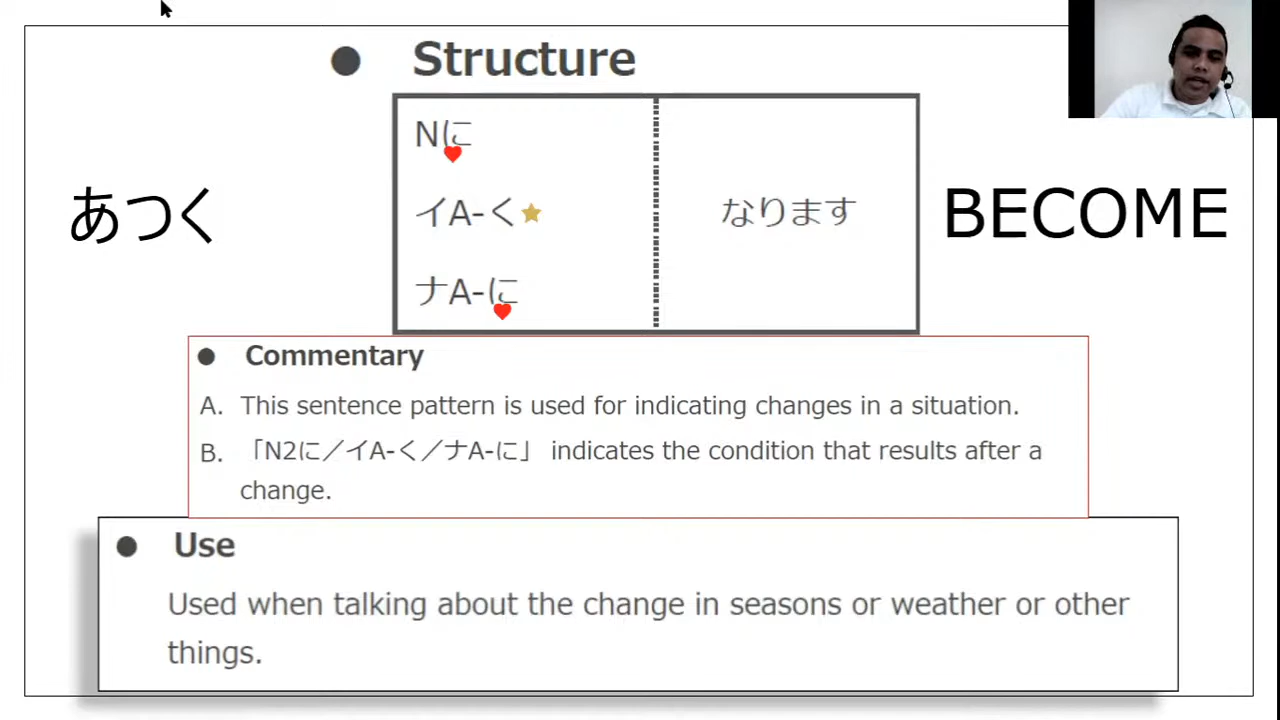 ● Structure
Nに
イA-く
ナA-に
なります
あつく
BECOME
● Commentary
A. This sentence pattern is used for indicating changes in a situation.
B. 「N2に／イA-く／ナA-に」 indicates the condition that results after a
change.
● Use
Used when talking about the change in seasons or weather or other
things.